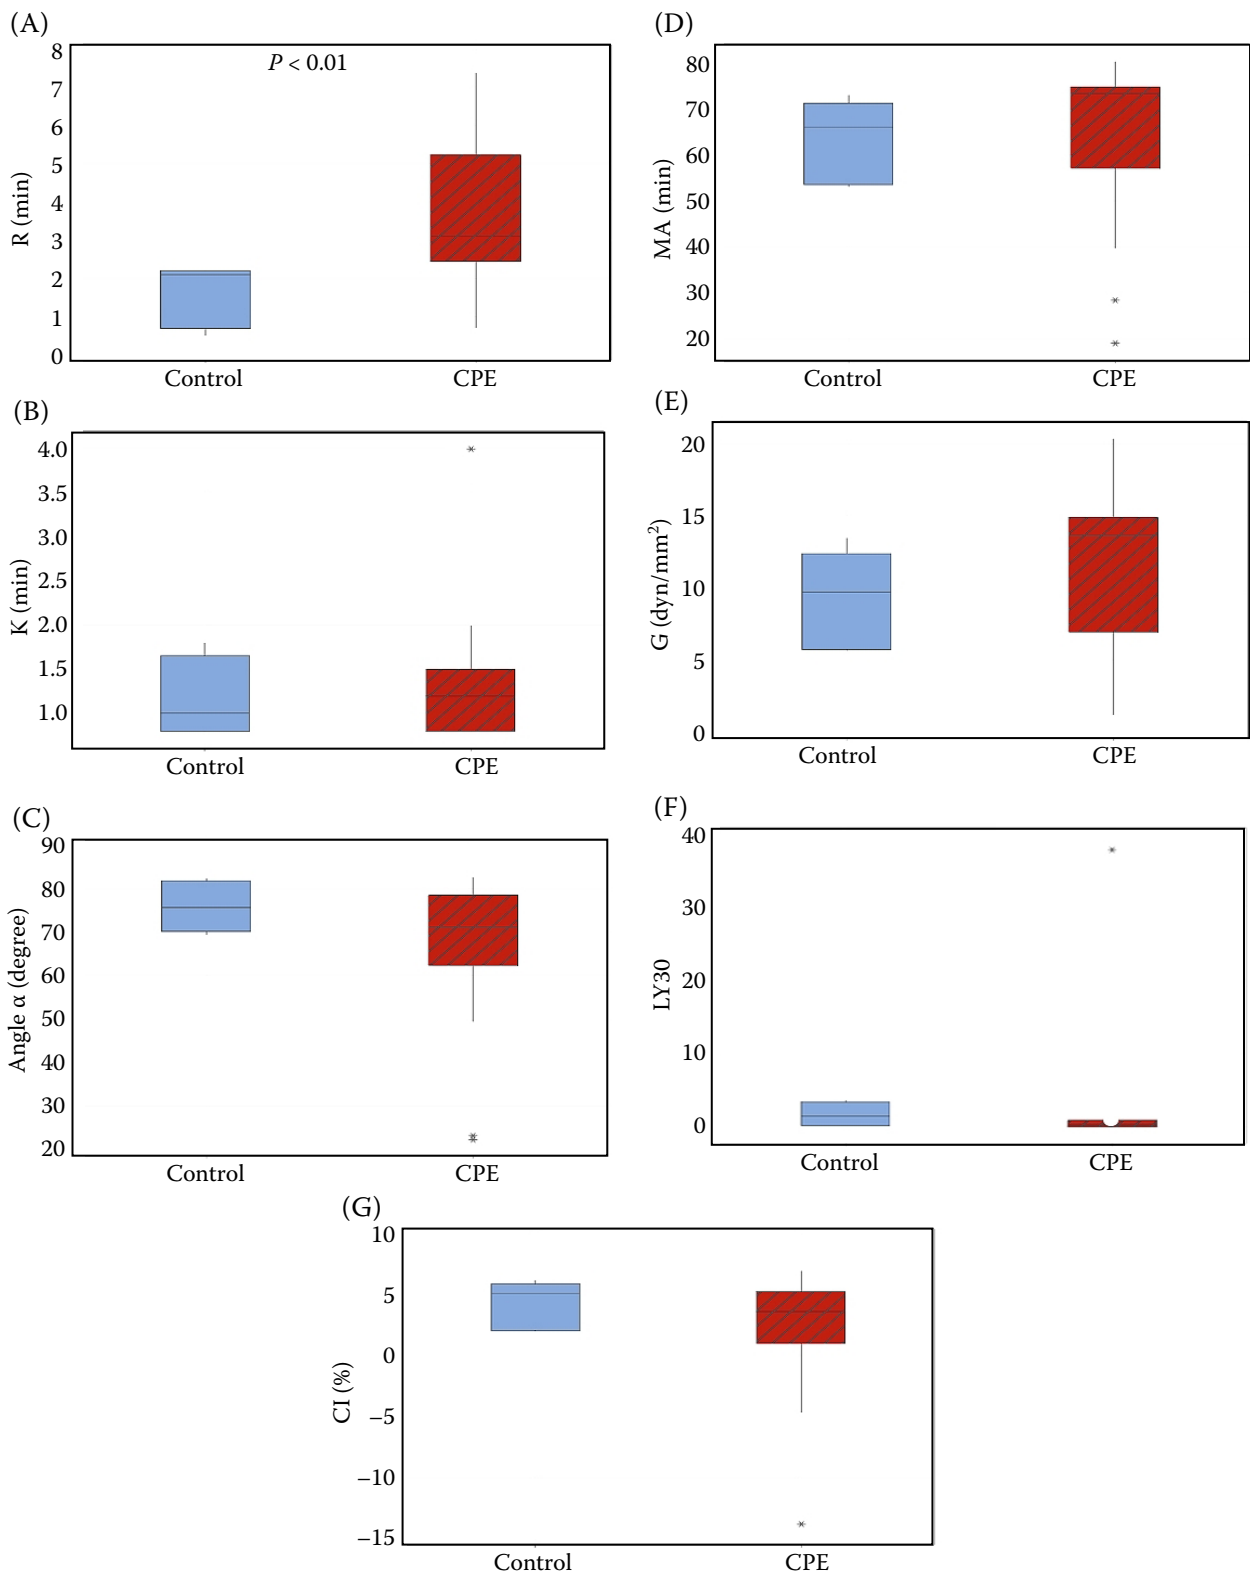 (A)
P < 0.01
R (min)
8
7
6
5
4
3
2
1
0
Control CPE
(D)
MA (min)
80
70
60
50
40
30
20
Control CPE
(B)
K (min)
4.0
3.5
3.0
2.5
2.0
1.5
1.0
Control CPE
(E)
G (dyn/mm²)
20
15
10
5
0
Control CPE
(C)
Angle α (degree)
90
80
70
60
50
40
30
20
Control CPE
(F)
LY30
40
30
20
10
0
Control CPE
(G)
CI (%)
10
5
0
–5
–10
–15
Control CPE